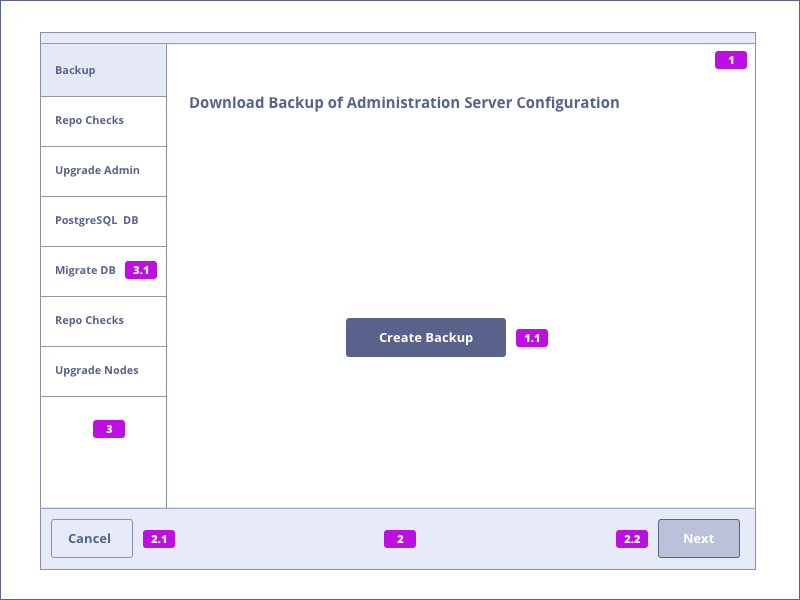 Backup
1
Download Backup of Administration Server Configuration
Repo Checks
Upgrade Admin
PostgreSQL  DB
Migrate DB 3.1
Repo Checks
Create Backup 1.1
Upgrade Nodes
3
Cancel 2.1 2 2.2 Next